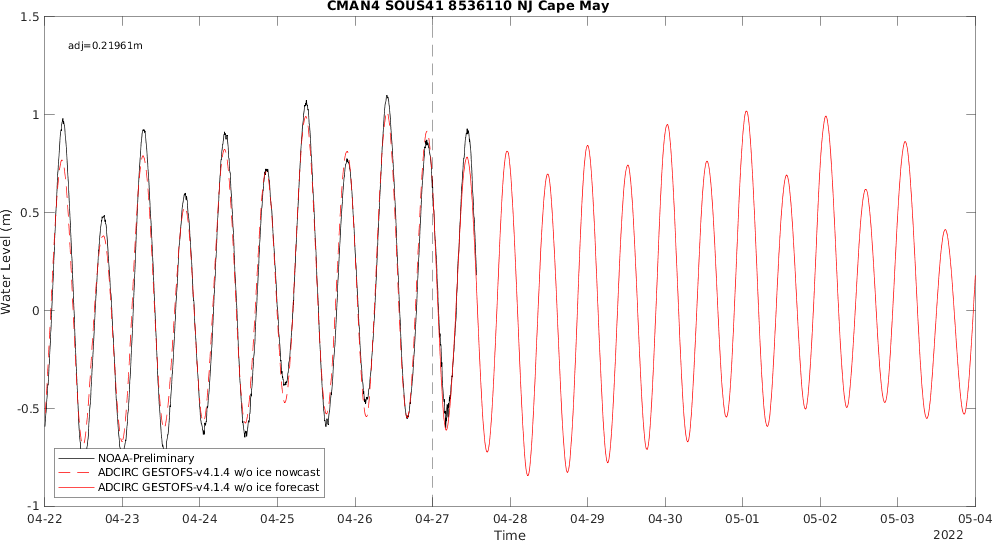 CMAN4 SOUS41 8536110 NJ Cape May
adj=0.21961m
1.5
1
0.5
0
-0.5
-1
Water Level (m)
NOAA-Preliminary
ADCIRC GESTOFS-v4.1.4 w/o ice nowcast
ADCIRC GESTOFS-v4.1.4 w/o ice forecast
04-22 04-23 04-24 04-25 04-26 04-27 04-28 04-29 04-30 05-01 05-02 05-03 05-04
Time
2022